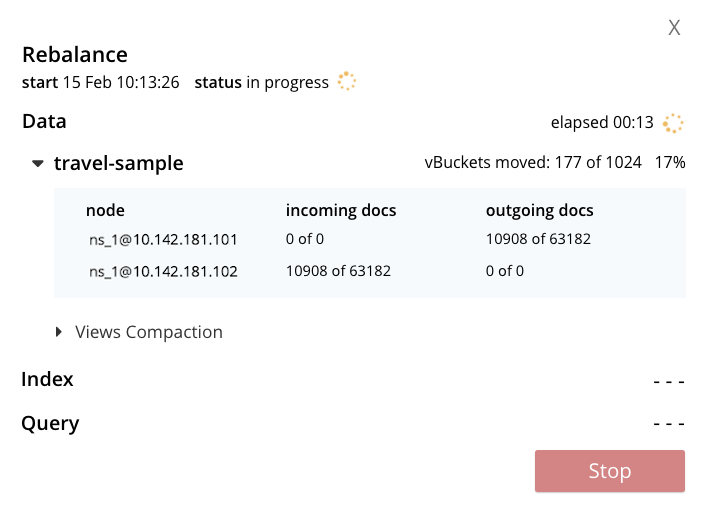 X
Rebalance
start 15 Feb 10:13:26 status in progress
Data elapsed 00:13
travel-sample vBuckets moved: 177 of 1024 17%
node incoming docs outgoing docs
ns_1@10.142.181.101 0 of 0 10908 of 63182
ns_1@10.142.181.102 10908 of 63182 0 of 0
Views Compaction
Index - - -
Query - - -
Stop